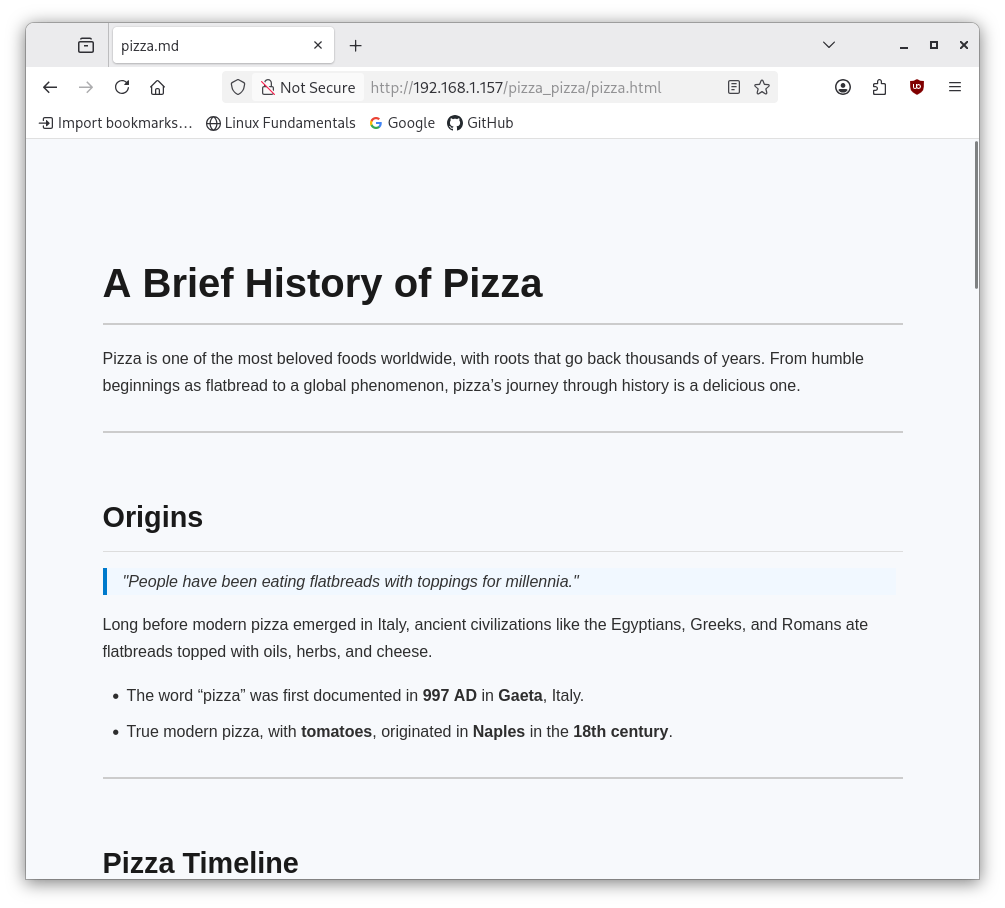 pizza.md
Not Secure http://192.168.1.157/pizza_pizza/pizza.html
Import bookmarks… Linux Fundamentals Google GitHub
A Brief History of Pizza
Pizza is one of the most beloved foods worldwide, with roots that go back thousands of years. From humble
beginnings as flatbread to a global phenomenon, pizza’s journey through history is a delicious one.
Origins
"People have been eating flatbreads with toppings for millennia."
Long before modern pizza emerged in Italy, ancient civilizations like the Egyptians, Greeks, and Romans ate
flatbreads topped with oils, herbs, and cheese.
• The word “pizza” was first documented in 997 AD in Gaeta, Italy.
• True modern pizza, with tomatoes, originated in Naples in the 18th century.
Pizza Timeline